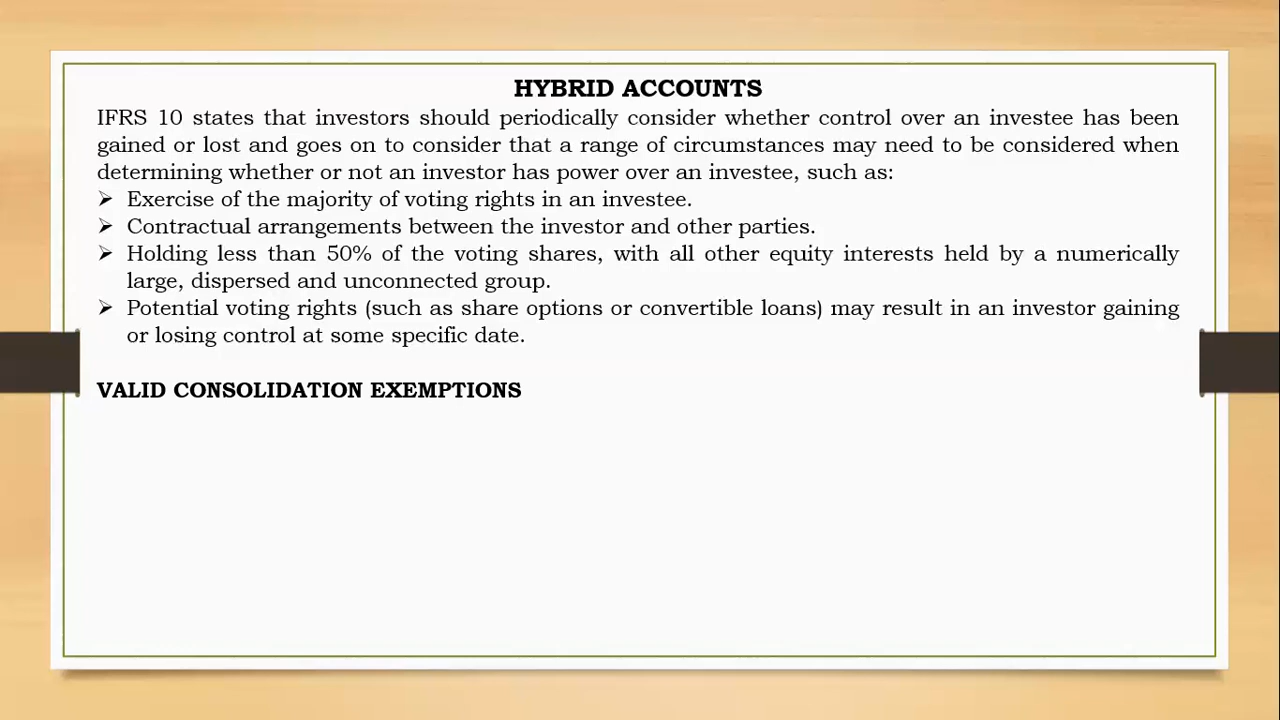 HYBRID ACCOUNTS
IFRS 10 states that investors should periodically consider whether control over an investee has been
gained or lost and goes on to consider that a range of circumstances may need to be considered when
determining whether or not an investor has power over an investee, such as:
➢ Exercise of the majority of voting rights in an investee.
➢ Contractual arrangements between the investor and other parties.
➢ Holding less than 50% of the voting shares, with all other equity interests held by a numerically
large, dispersed and unconnected group.
➢ Potential voting rights (such as share options or convertible loans) may result in an investor gaining
or losing control at some specific date.
VALID CONSOLIDATION EXEMPTIONS